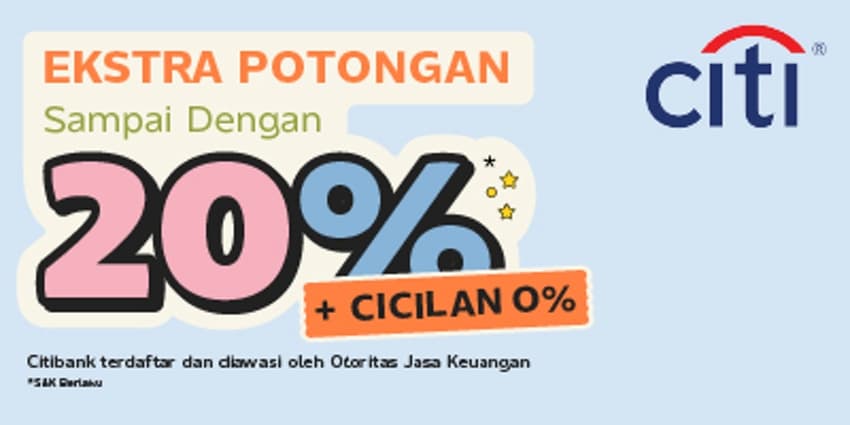 EKSTRA POTONGAN
citi®
Sampai Dengan
20%*
+ CICILAN 0%
Citibank terdaftar dan diawasi oleh Otoritas Jasa Keuangan
*S&K Berlaku